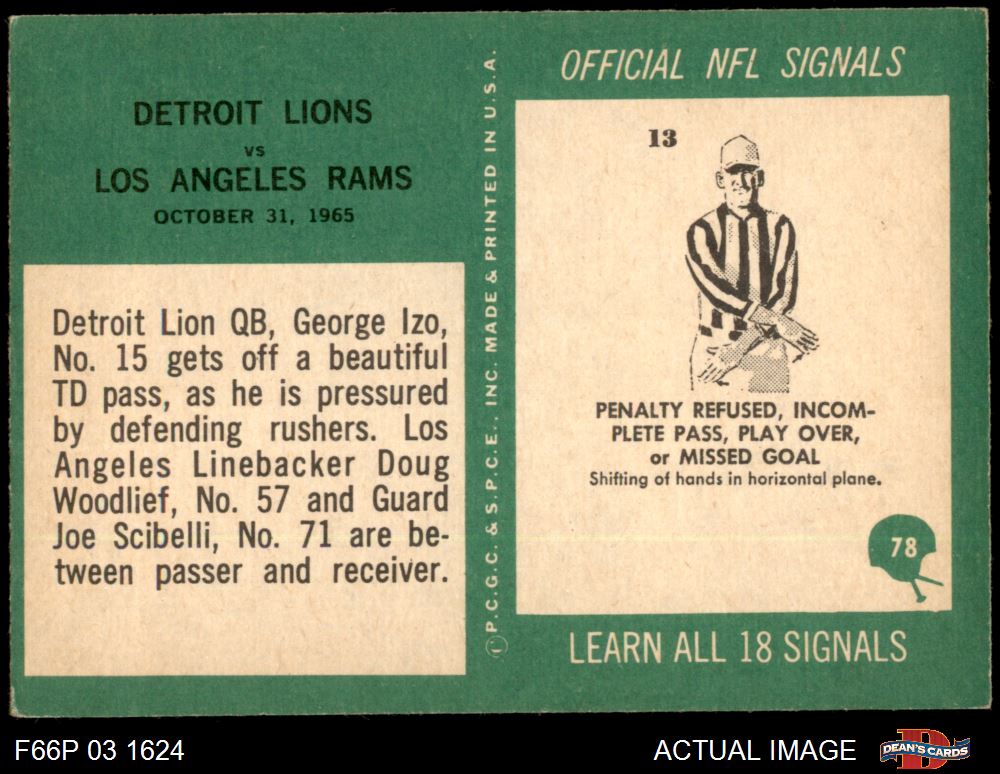 DETROIT LIONS
VS
LOS ANGELES RAMS
OCTOBER 31, 1965
Detroit Lion QB, George Izo,
No. 15 gets off a beautiful
TD pass, as he is pressured
by defending rushers. Los
Angeles Linebacker Doug
Woodlief, No. 57 and Guard
Joe Scibelli, No. 71 are be-
tween passer and receiver.
© P.C.G.C. & S.P.C.E., INC. MADE & PRINTED IN U.S.A.
OFFICIAL NFL SIGNALS
13
PENALTY REFUSED, INCOM-
PLETE PASS, PLAY OVER,
or MISSED GOAL
Shifting of hands in horizontal plane.
78
LEARN ALL 18 SIGNALS
F66P 03 1624
ACTUAL IMAGE
DEAN'S CARDS